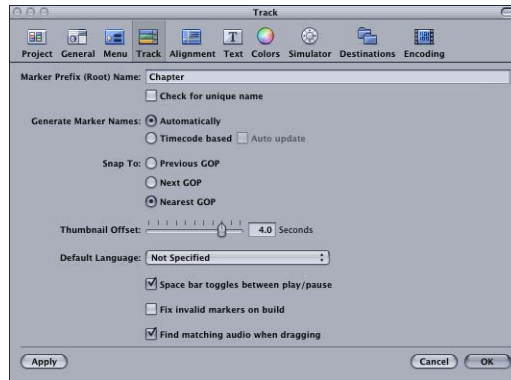 Track
Project General Menu Track Alignment Text Colors Simulator Destinations Encoding
Marker Prefix (Root) Name: Chapter
Check for unique name
Generate Marker Names: Automatically
Timecode based Auto update
Snap To: Previous GOP
Next GOP
Nearest GOP
Thumbnail Offset: 4.0 Seconds
Default Language: Not Specified
Space bar toggles between play/pause
Fix invalid markers on build
Find matching audio when dragging
Apply Cancel OK